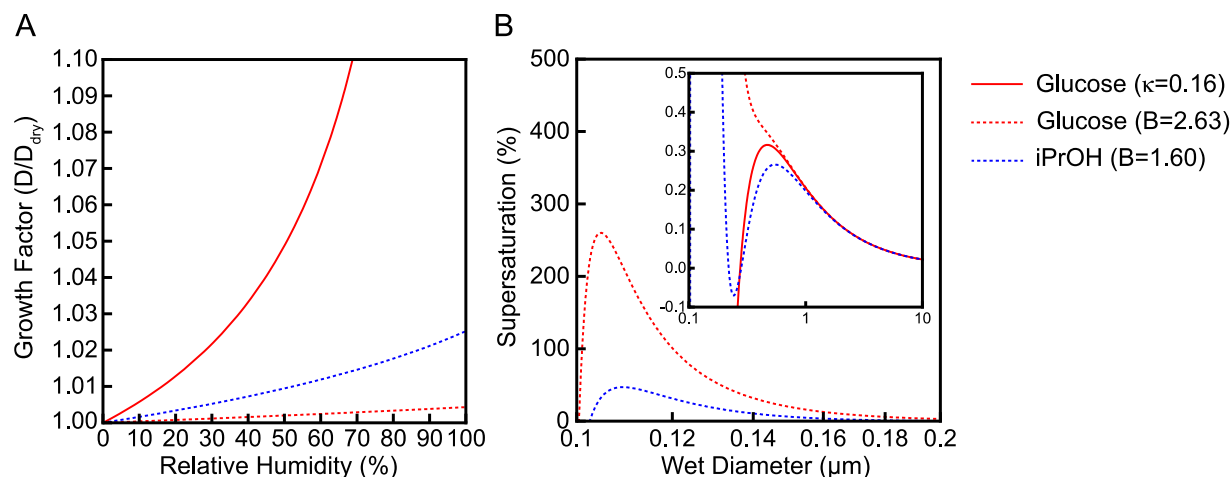 A
1.10
1.09
1.08
1.07
1.06
1.05
1.04
1.03
1.02
1.01
1.00
Growth Factor (D/D_dry)
0 10 20 30 40 50 60 70 80 90 100
Relative Humidity (%)
B
500
400
300
200
100
0
Supersaturation (%)
0.1 0.12 0.14 0.16 0.18 0.2
Wet Diameter (µm)
0.5
0.4
0.3
0.2
0.1
0.0
-0.1
0.1 1 10
Glucose (κ=0.16)
Glucose (B=2.63)
iPrOH (B=1.60)